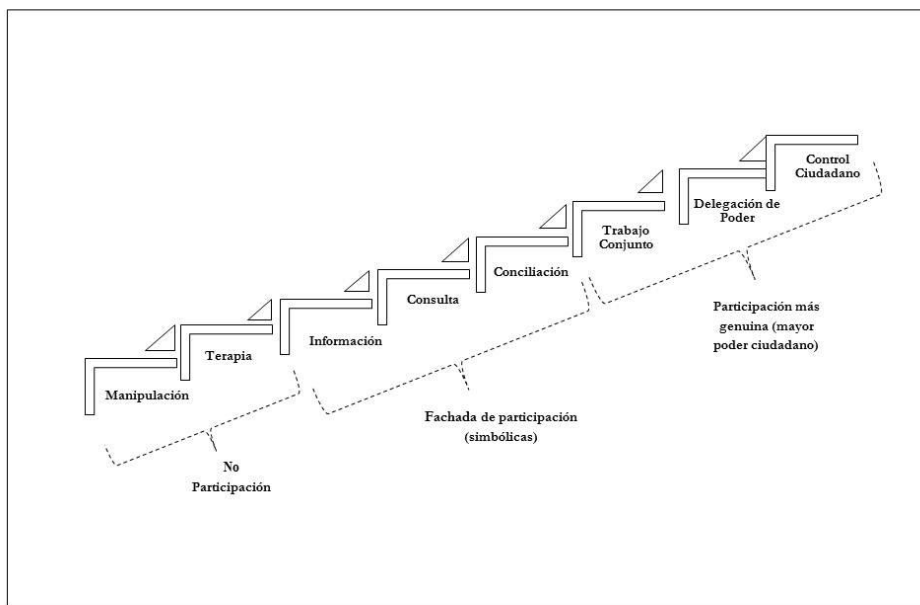 Control
Ciudadano
Delegación de
Poder
Trabajo
Conjunto
Conciliación
Consulta
Información
Terapia
Manipulación
Participación más
genuina (mayor
poder ciudadano)
Fachada de participación
(simbólicas)
No
Participación